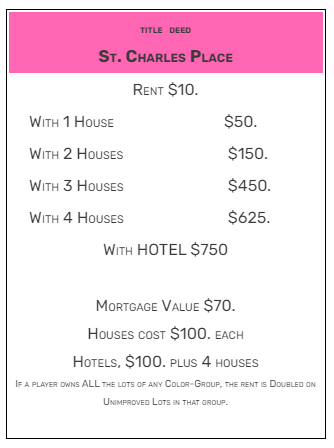 TITLE DEED
ST. CHARLES PLACE
RENT $10.
WITH 1 HOUSE $50.
WITH 2 HOUSES $150.
WITH 3 HOUSES $450.
WITH 4 HOUSES $625.
WITH HOTEL $750
MORTGAGE VALUE $70.
HOUSES COST $100. EACH
HOTELS, $100. PLUS 4 HOUSES
IF A PLAYER OWNS ALL THE LOTS OF ANY COLOR-GROUP, THE RENT IS DOUBLED ON
UNIMPROVED LOTS IN THAT GROUP.